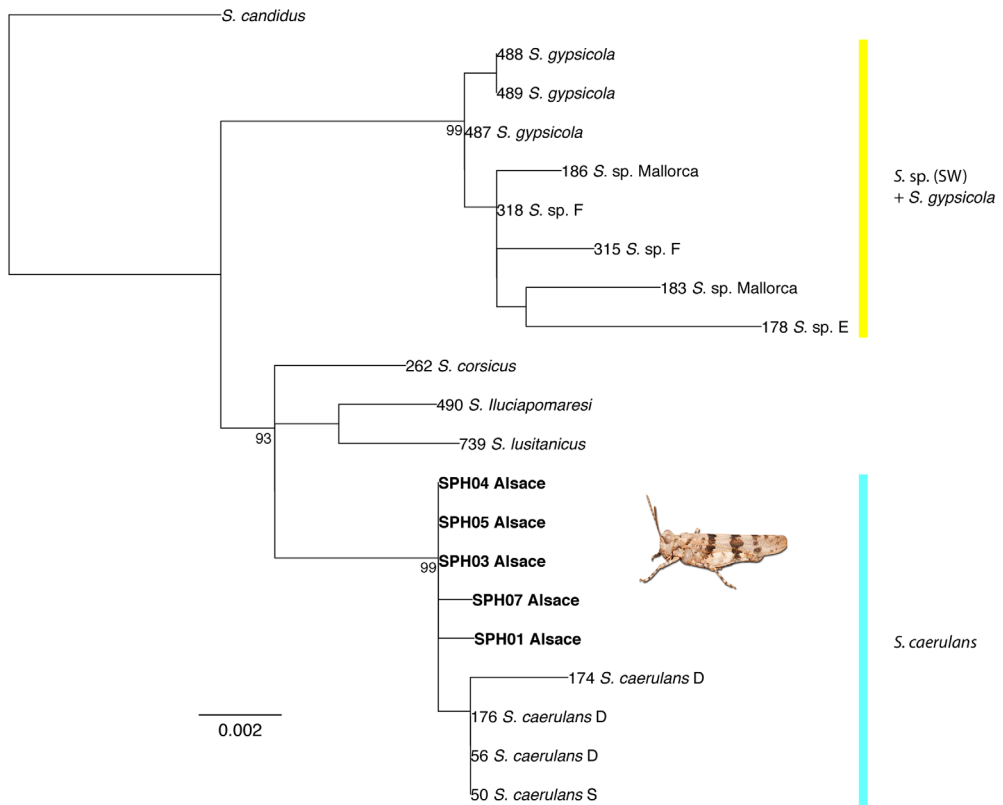 S. candidus
488 S. gypsicola
489 S. gypsicola
99
487 S. gypsicola
186 S. sp. Mallorca
S. sp. (SW)
+ S. gypsicola
318 S. sp. F
315 S. sp. F
183 S. sp. Mallorca
178 S. sp. E
262 S. corsicus
490 S. lluciapomaresi
93
739 S. lusitanicus
SPH04 Alsace
SPH05 Alsace
99
SPH03 Alsace
SPH07 Alsace
SPH01 Alsace
S. caerulans
174 S. caerulans D
176 S. caerulans D
0.002
56 S. caerulans D
50 S. caerulans S